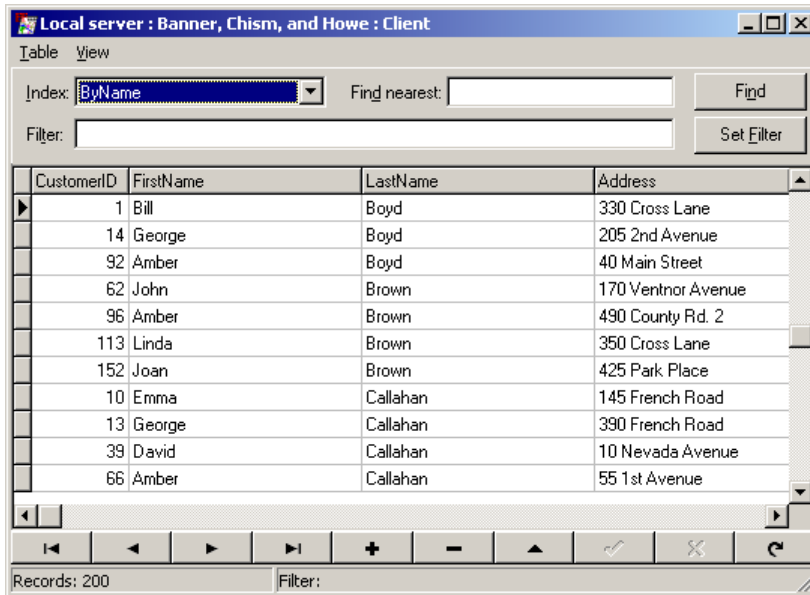 Local server : Banner, Chism, and Howe : Client
Table View
Index: ByName Find nearest: Find
Filter: Set Filter
CustomerID FirstName LastName Address
1 Bill Boyd 330 Cross Lane
14 George Boyd 205 2nd Avenue
92 Amber Boyd 40 Main Street
62 John Brown 170 Ventnor Avenue
96 Amber Brown 490 County Rd. 2
113 Linda Brown 350 Cross Lane
152 Joan Brown 425 Park Place
10 Emma Callahan 145 French Road
13 George Callahan 390 French Road
39 David Callahan 10 Nevada Avenue
66 Amber Callahan 55 1st Avenue
Records: 200 Filter: